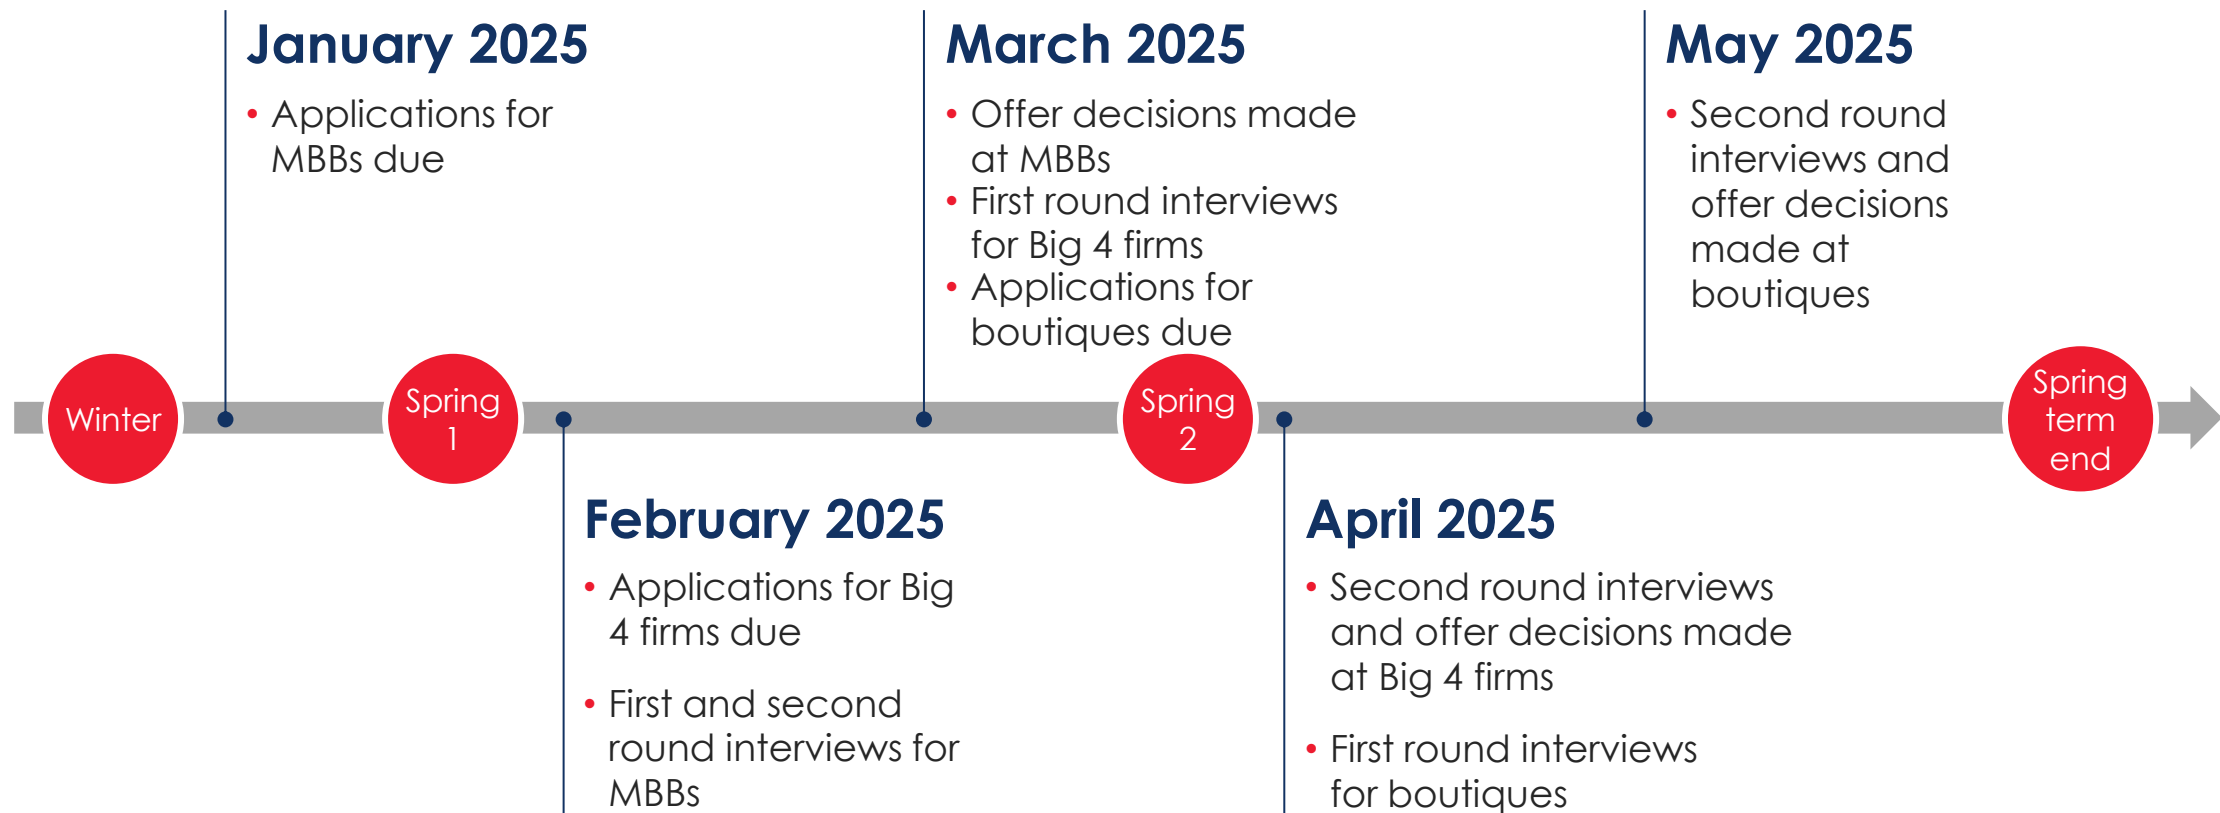 January 2025
• Applications for
MBBs due
March 2025
• Offer decisions made
at MBBs
• First round interviews
for Big 4 firms
• Applications for
boutiques due
May 2025
• Second round
interviews and
offer decisions
made at
boutiques
Winter
Spring
1
Spring
2
Spring
term
end
February 2025
• Applications for Big
4 firms due
• First and second
round interviews for
MBBs
April 2025
• Second round interviews
and offer decisions made
at Big 4 firms
• First round interviews
for boutiques